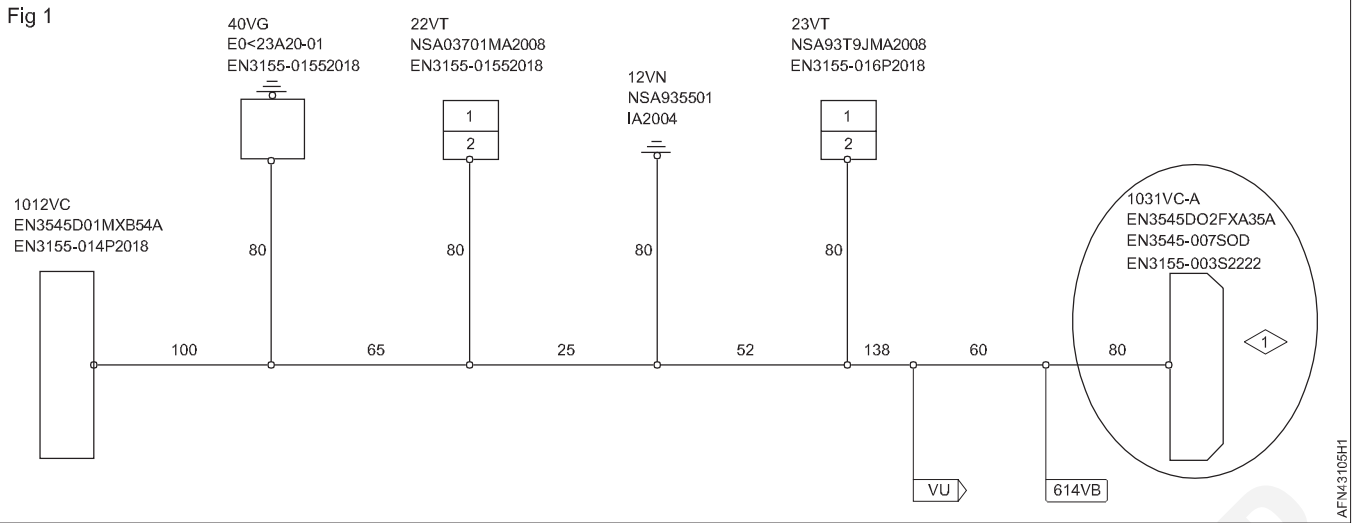 Fig 1
40VG
E0<23A20-01
EN3155-01552018
22VT
NSA03701MA2008
EN3155-01552018
12VN
NSA935501
IA2004
23VT
NSA93T9JMA2008
EN3155-016P2018
1
2
1
2
1012VC
EN3545D01MXB54A
EN3155-014P2018
1031VC-A
EN3545DO2FXA35A
EN3545-007SOD
EN3155-003S2222
80
80
80
80
100
65
25
52
138
60
80
1
VU
614VB
AFN43105H1